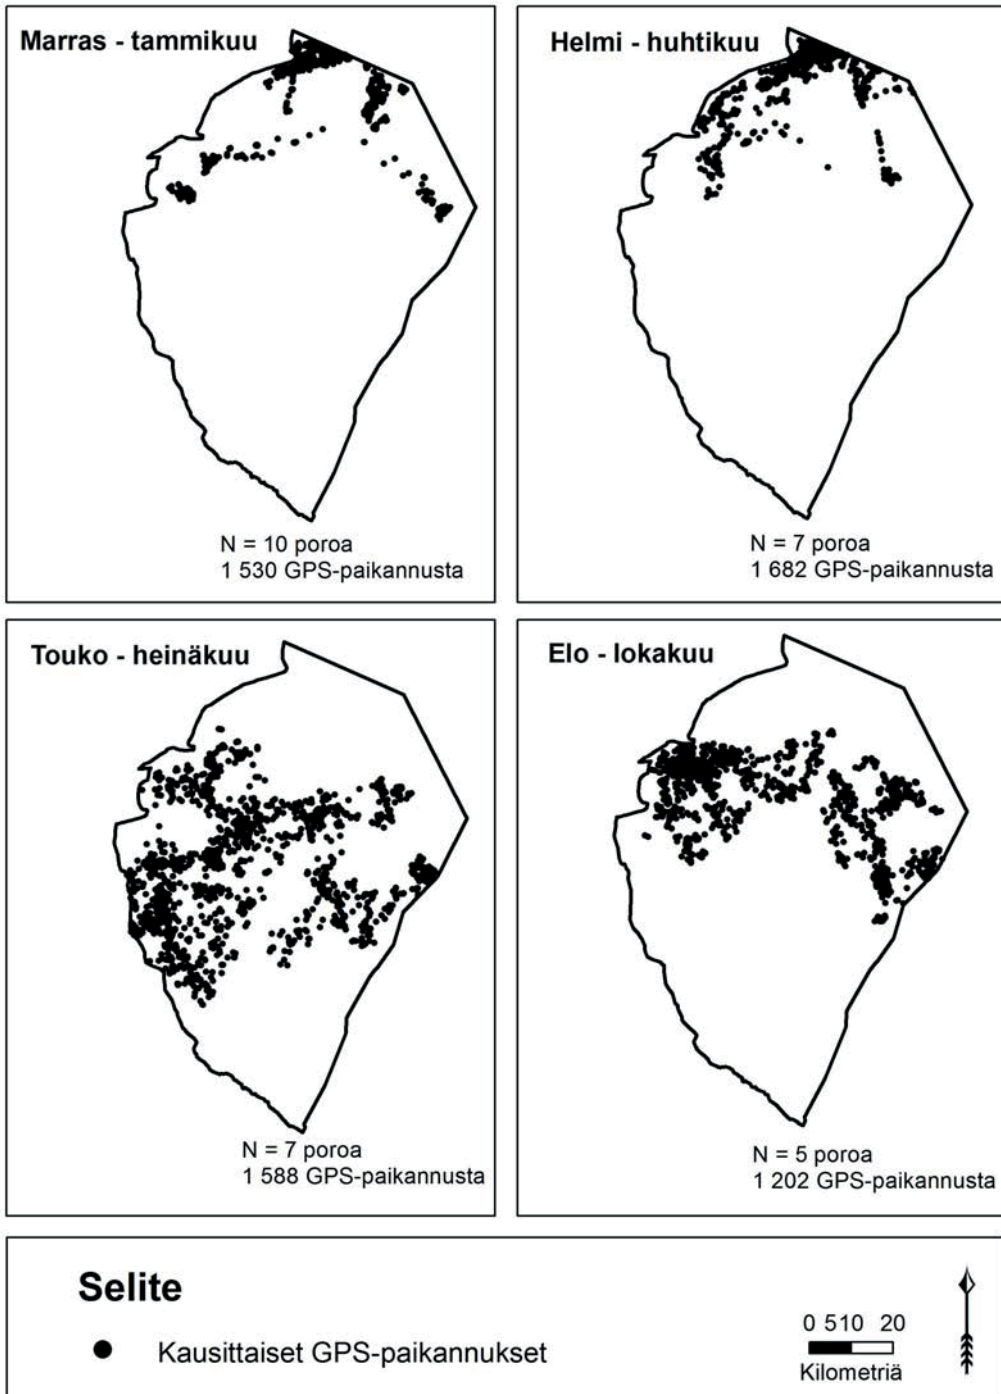 Marras - tammikuu
N = 10 poroa
1 530 GPS-paikannusta
Helmi - huhtikuu
N = 7 poroa
1 682 GPS-paikannusta
Touko - heinäkuu
N = 7 poroa
1 588 GPS-paikannusta
Elo - lokakuu
N = 5 poroa
1 202 GPS-paikannusta
Selite
Kausittaiset GPS-paikannukset
0 510 20
Kilometriä